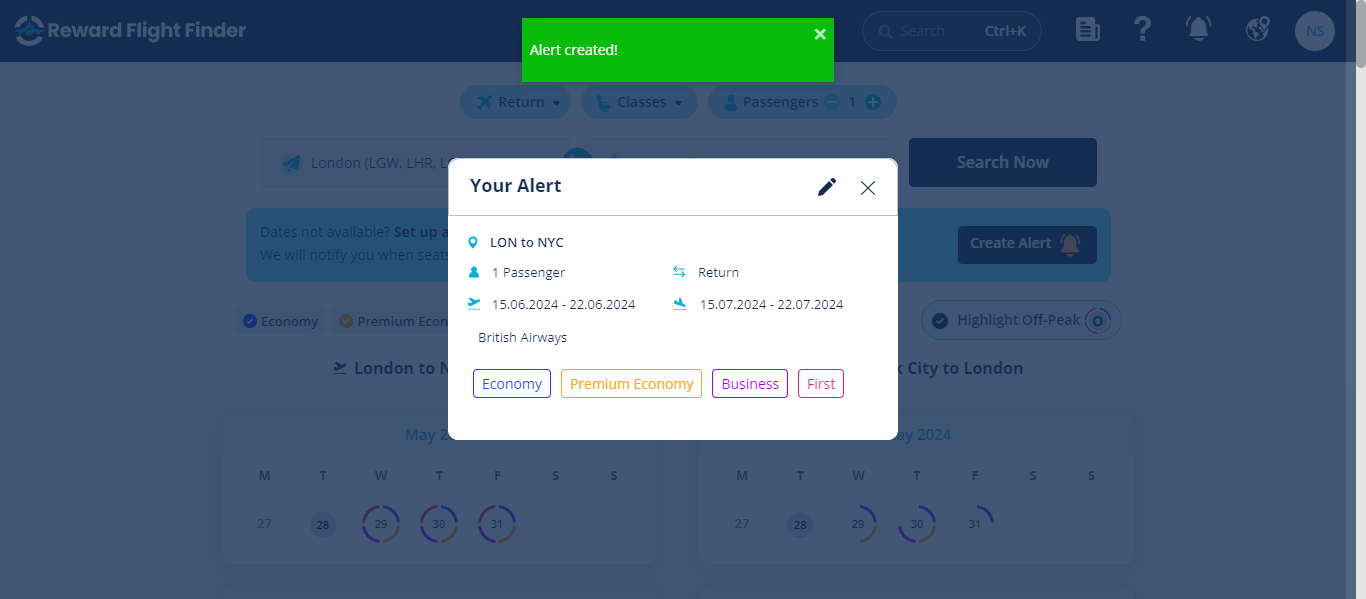 Reward Flight Finder
Alert created!
Search
Ctrl+K
NS
Return
Classes
Passengers
1
London (LGW, LHR,
Search Now
Dates not available? Set up
We will notify you when seats
Create Alert
Your Alert
LON to NYC
1 Passenger
Return
15.06.2024 - 22.06.2024
15.07.2024 - 22.07.2024
British Airways
Economy
Premium Economy
Business
First
Economy
Premium Econ
Highlight Off-Peak
O
London to N
City to London
May 2
ay 2024
M T W T F S S
M T W T F S S
27 28 29 30 31
27 28 29 30 31